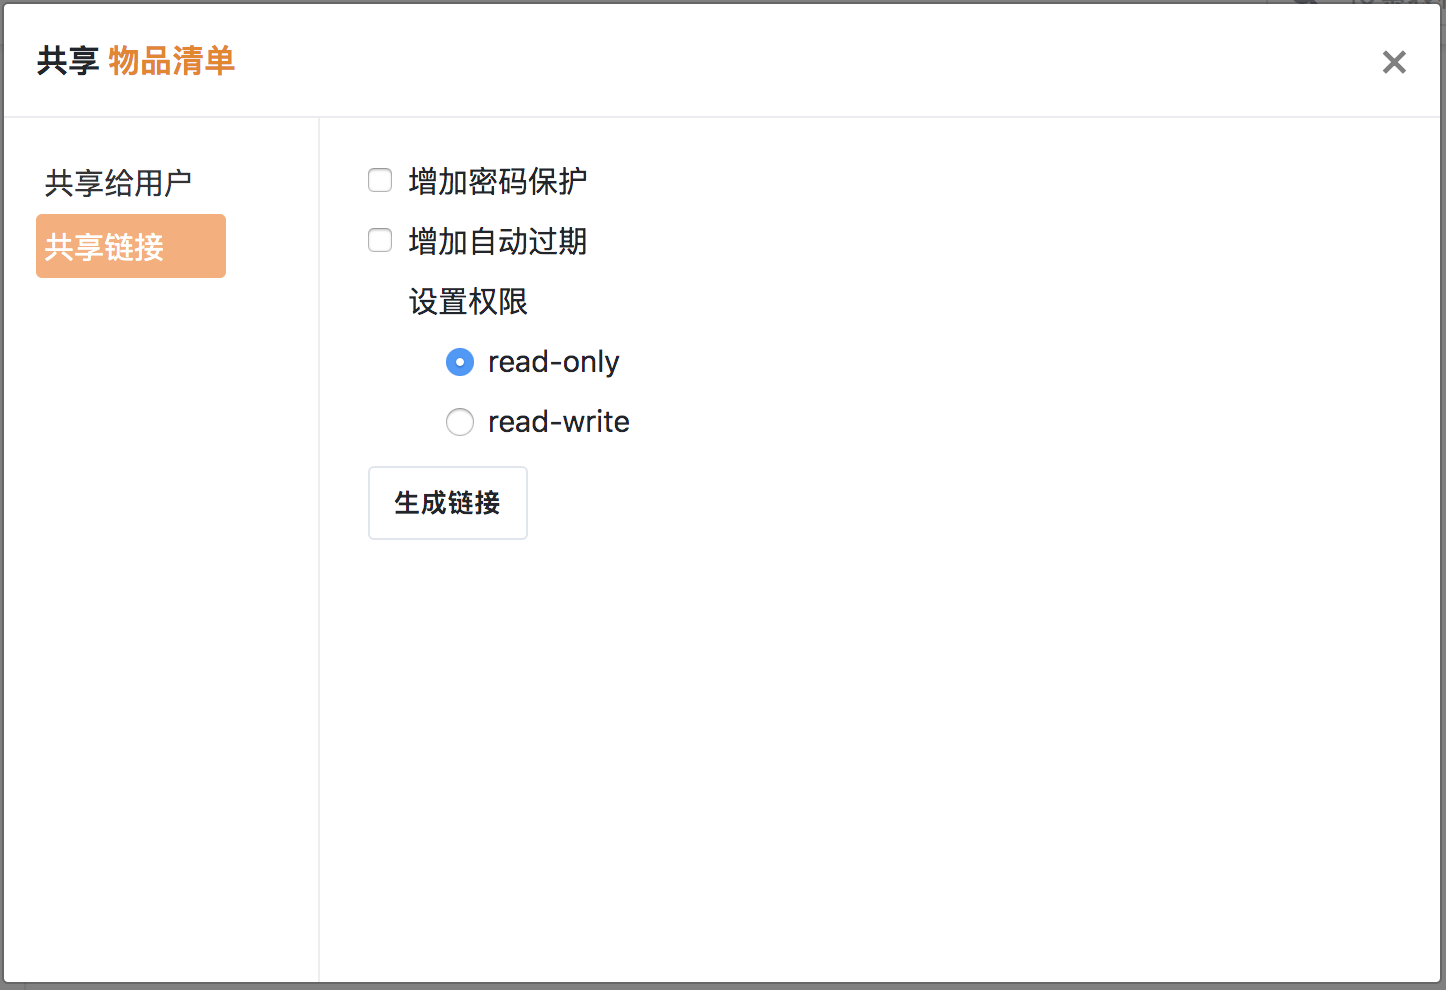 共享 物品清单
共享给用户
共享链接
增加密码保护
增加自动过期
设置权限
read-only
read-write
生成链接